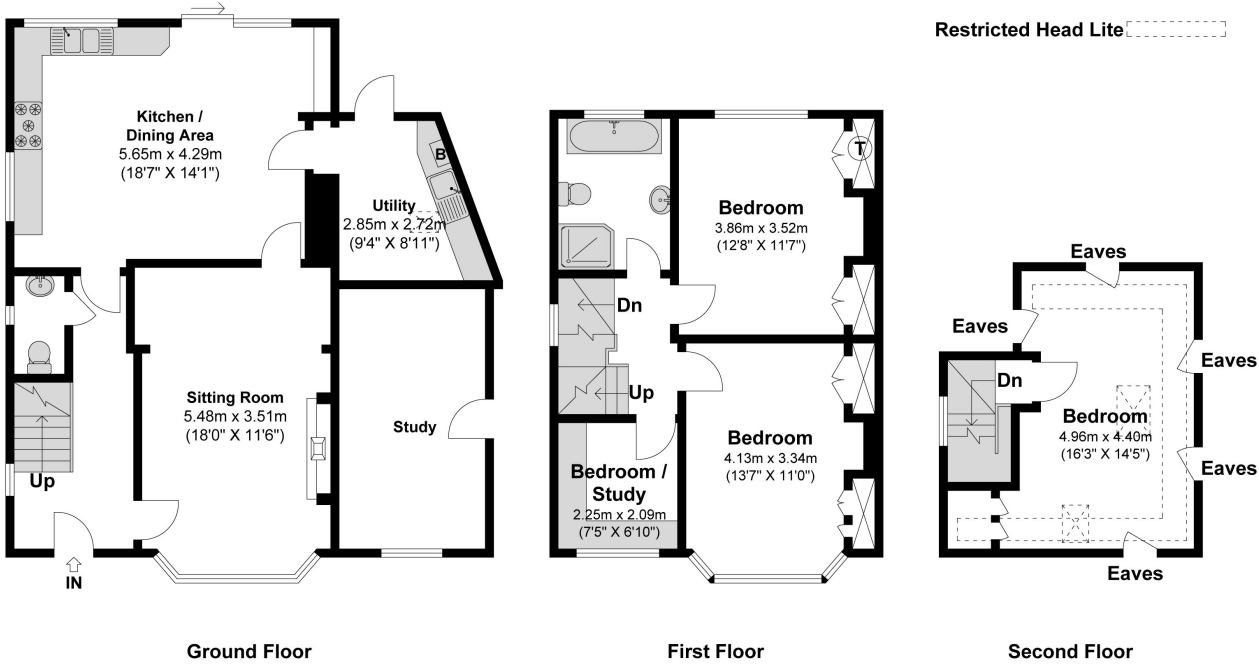 Restricted Head Lite
Kitchen /
Dining Area
5.65m x 4.29m
(18'7" X 14'1")
B
Utility
2.85m x 2.72m
(9'4" X 8'11")
Sitting Room
5.48m x 3.51m
(18'0" X 11'6")
Study
Up
IN
Ground Floor
T
Bedroom
3.86m x 3.52m
(12'8" X 11'7")
Dn
Up
Bedroom
4.13m x 3.34m
(13'7" X 11'0")
Bedroom /
Study
2.25m x 2.09m
(7'5" X 6'10")
First Floor
Eaves
Eaves
Eaves
Dn
Bedroom
4.96m x 4.40m
(16'3" X 14'5")
Eaves
Eaves
Second Floor